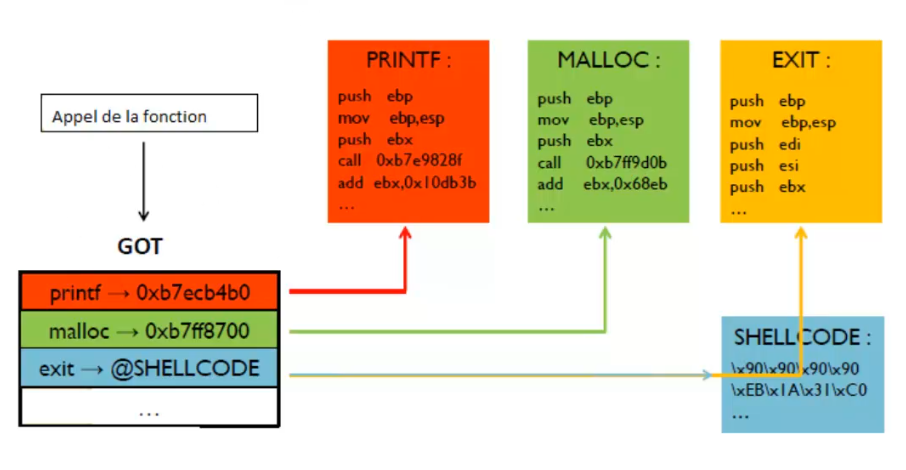 Appel de la fonction
GOT
printf → 0xb7ecb4b0
malloc → 0xb7ff8700
exit → @SHELLCODE
...
PRINTF :
push ebp
mov ebp,esp
push ebx
call 0xb7e9828f
add ebx,0x10db3b
...
MALLOC :
push ebp
mov ebp,esp
push ebx
call 0xb7ff9d0b
add ebx,0x68eb
...
EXIT :
push ebp
mov ebp,esp
push edi
push esi
push ebx
...
SHELLCODE :
\x90\x90\x90\x90
\xEB\x1A\x31\xC0
...